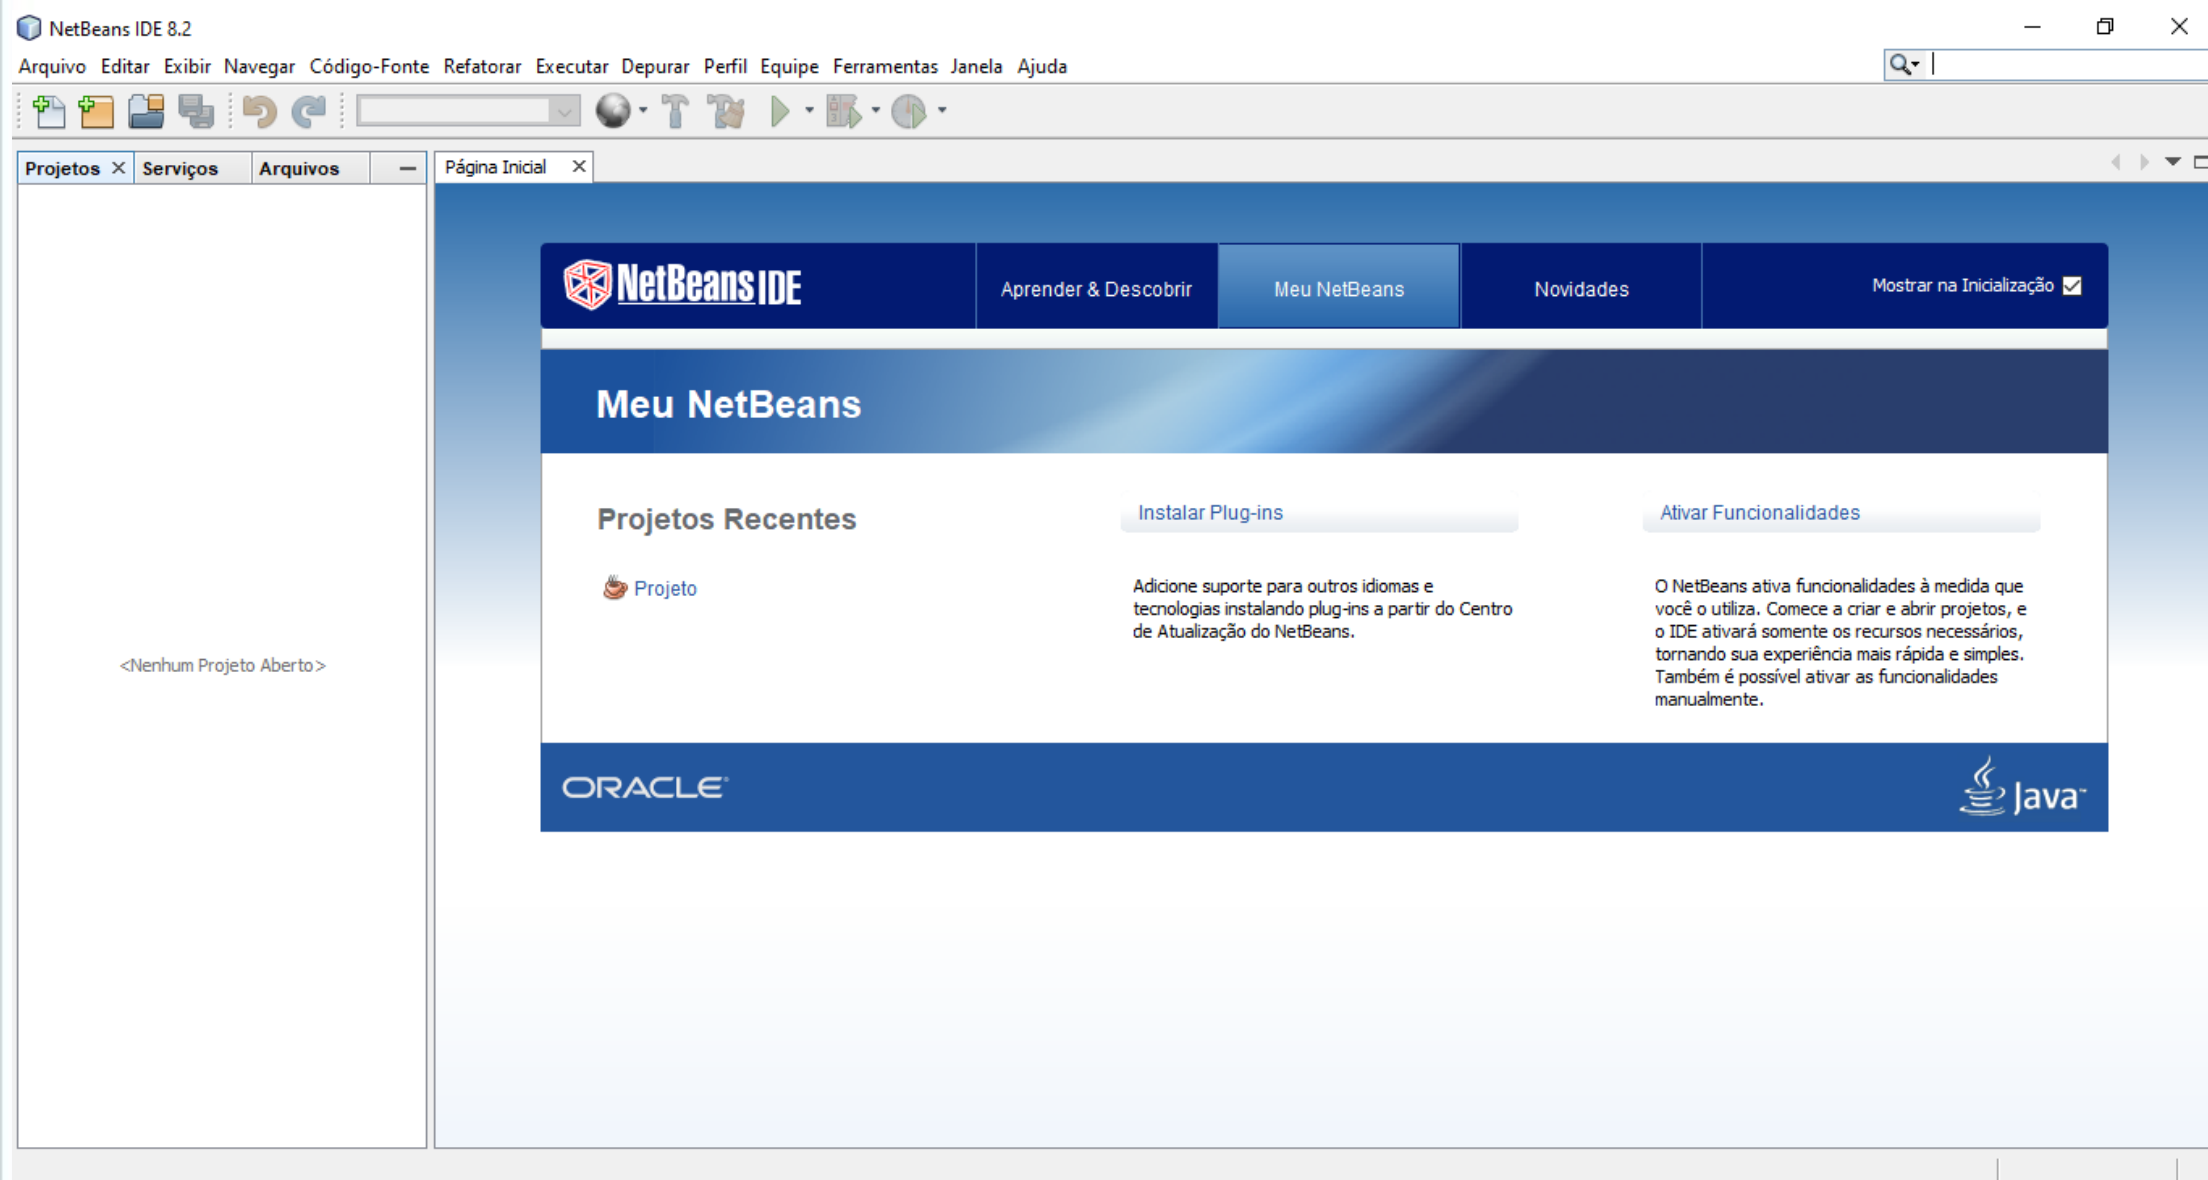 NetBeans IDE 8.2
Arquivo Editar Exibir Navegar Código-Fonte Refatorar Executar Depurar Perfil Equipe Ferramentas Janela Ajuda
Projetos Serviços Arquivos
Página Inicial
NetBeans IDE
Aprender & Descobrir
Meu NetBeans
Novidades
Mostrar na Inicialização
Meu NetBeans
Projetos Recentes
Projeto
Instalar Plug-ins
Adicione suporte para outros idiomas e
tecnologias instalando plug-ins a partir do Centro
de Atualização do NetBeans.
Ativar Funcionalidades
O NetBeans ativa funcionalidades à medida que
você o utiliza. Comece a criar e abrir projetos, e
o IDE ativará somente os recursos necessários,
tornando sua experiência mais rápida e simples.
Também é possível ativar as funcionalidades
manualmente.
<Nenhum Projeto Aberto>
ORACLE
Java